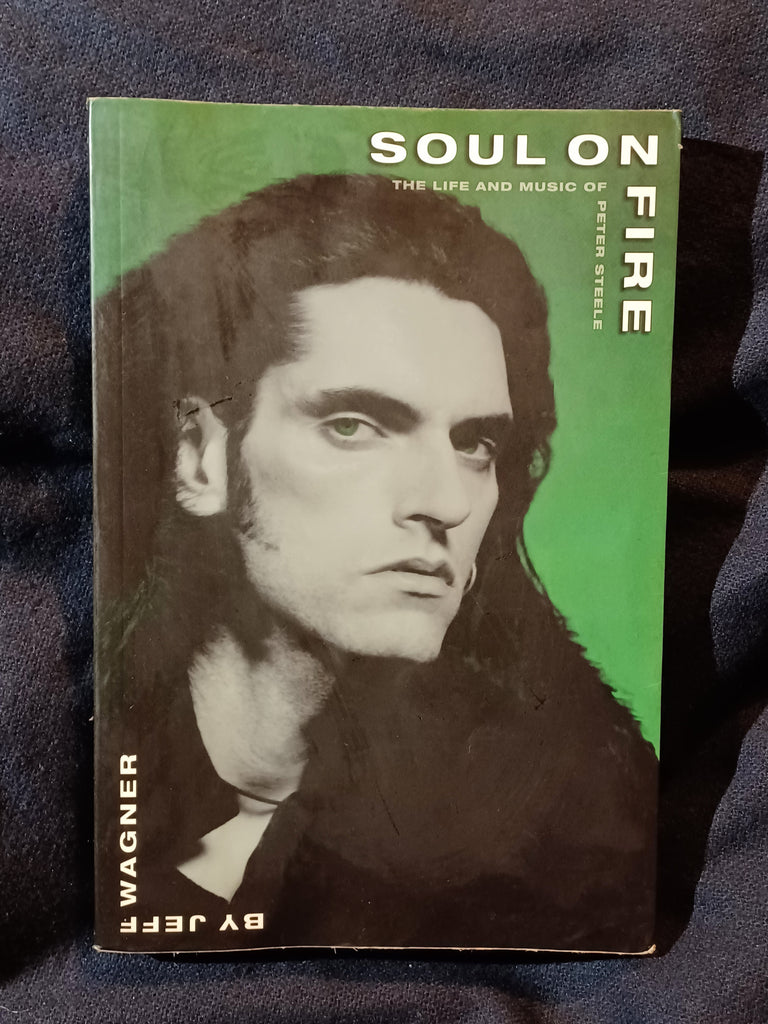 SOUL ON
FIRE
THE LIFE AND MUSIC OF
PETER STEELE
BY JEFF
WAGNER